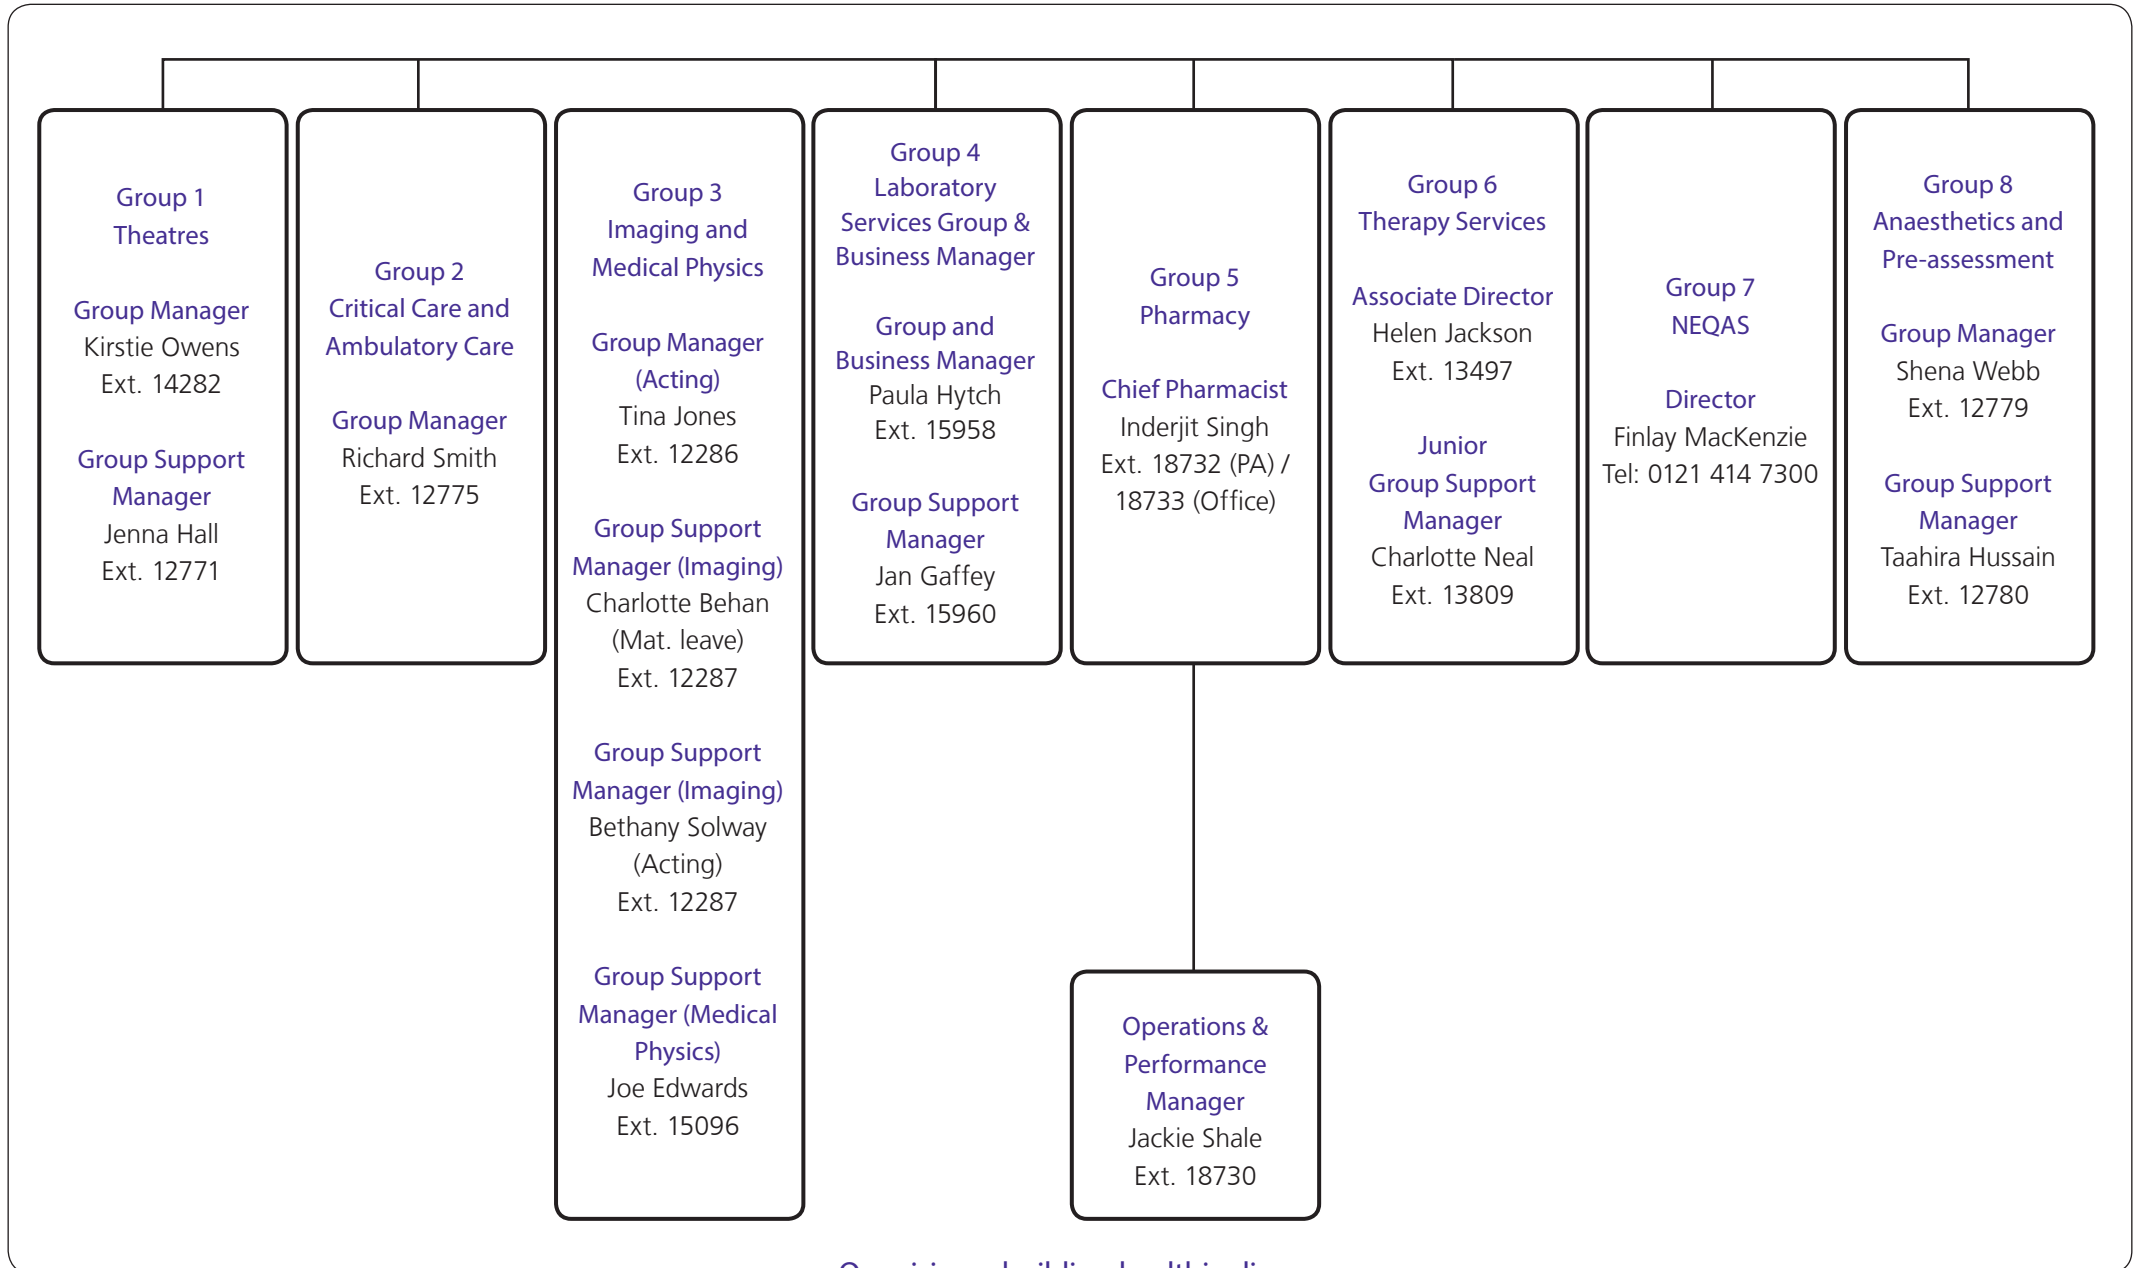 Group 1
Theatres
Group Manager
Kirstie Owens
Ext. 14282
Group Support
Manager
Jenna Hall
Ext. 12771
Group 2
Critical Care and
Ambulatory Care
Group Manager
Richard Smith
Ext. 12775
Group 3
Imaging and
Medical Physics
Group Manager
(Acting)
Tina Jones
Ext. 12286
Group Support
Manager (Imaging)
Charlotte Behan
(Mat. leave)
Ext. 12287
Group Support
Manager (Imaging)
Bethany Solway
(Acting)
Ext. 12287
Group Support
Manager (Medical
Physics)
Joe Edwards
Ext. 15096
Group 4
Laboratory
Services Group &
Business Manager
Group and
Business Manager
Paula Hytch
Ext. 15958
Group Support
Manager
Jan Gaffey
Ext. 15960
Group 5
Pharmacy
Chief Pharmacist
Inderjit Singh
Ext. 18732 (PA) /
18733 (Office)
Operations &
Performance
Manager
Jackie Shale
Ext. 18730
Group 6
Therapy Services
Associate Director
Helen Jackson
Ext. 13497
Junior
Group Support
Manager
Charlotte Neal
Ext. 13809
Group 7
NEQAS
Director
Finlay MacKenzie
Tel: 0121 414 7300
Group 8
Anaesthetics and
Pre-assessment
Group Manager
Shena Webb
Ext. 12779
Group Support
Manager
Taahira Hussain
Ext. 12780